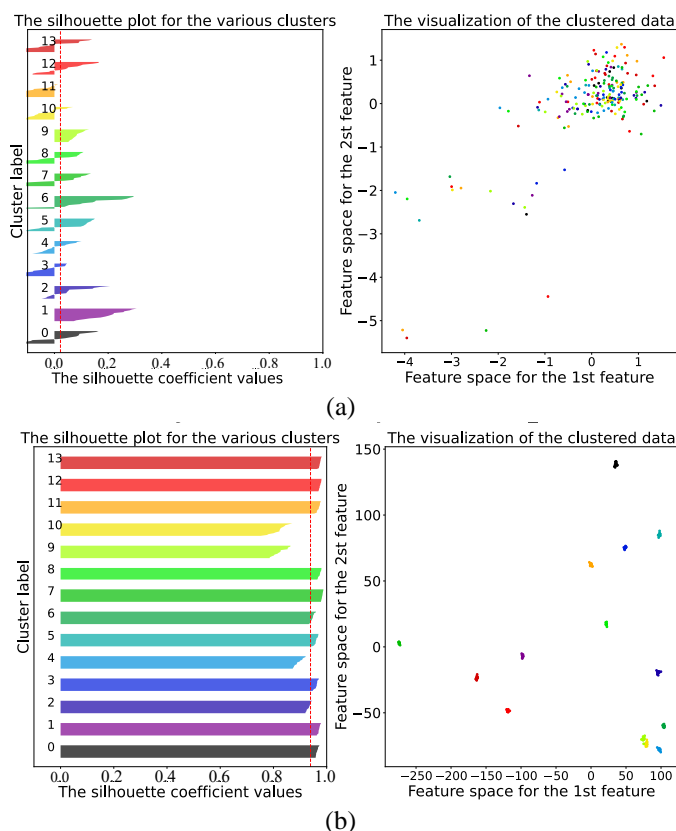 The silhouette plot for the various clusters
The visualization of the clustered data
Cluster label
13
12
11
10
9
8
7
6
5
4
3
2
1
0
0.0 0.2 0.4 0.6 0.8 1.0
The silhouette coefficient values
Feature space for the 2st feature
1
0
−1
−2
−3
−4
−5
−4 −3 −2 −1 0 1
Feature space for the 1st feature
(a)
The silhouette plot for the various clusters
The visualization of the clustered data
Cluster label
13
12
11
10
9
8
7
6
5
4
3
2
1
0
0.0 0.2 0.4 0.6 0.8 1.0
The silhouette coefficient values
Feature space for the 2st feature
150
100
50
0
−50
−250 −200 −150 −100 −50 0 50 100
Feature space for the 1st feature
(b)